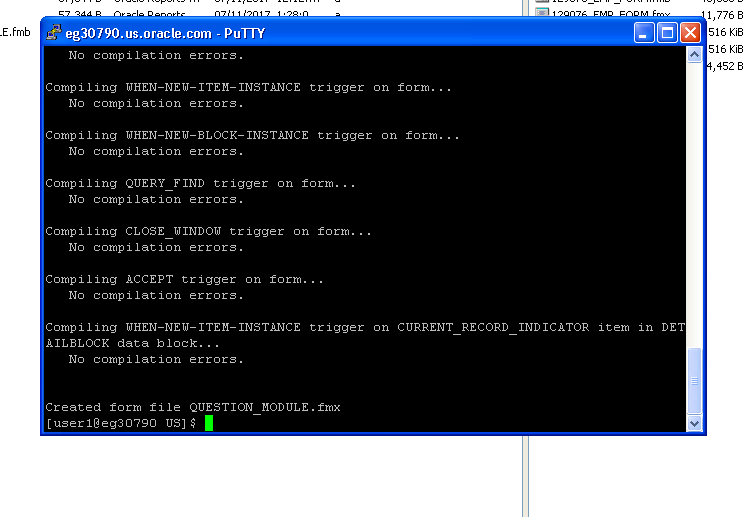 57,344 B Oracle Reports 07/11/2017 1:28:0... a
129076_EMP_FORM.fmx 11,776 B
LE.fmb
eg30790.us.oracle.com - PuTTY
516 KiB
516 KiB
4,452 B
No compilation errors.
Compiling WHEN-NEW-ITEM-INSTANCE trigger on form...
No compilation errors.
Compiling WHEN-NEW-BLOCK-INSTANCE trigger on form...
No compilation errors.
Compiling QUERY_FIND trigger on form...
No compilation errors.
Compiling CLOSE_WINDOW trigger on form...
No compilation errors.
Compiling ACCEPT trigger on form...
No compilation errors.
Compiling WHEN-NEW-ITEM-INSTANCE trigger on CURRENT_RECORD_INDICATOR item in DET
AILBLOCK data block...
No compilation errors.
Created form file QUESTION_MODULE.fmx
[user1@eg30790 US]$